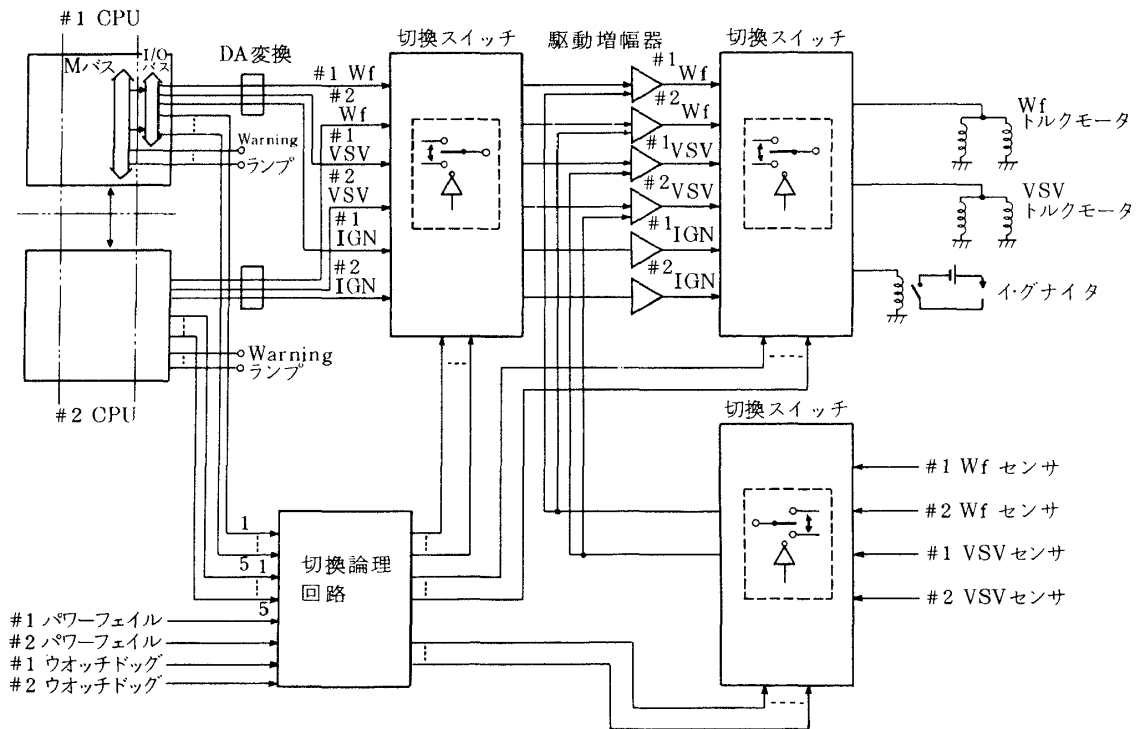 #1 CPU
Mバス
I/O
バス
DA変換
Warning
ランプ
#2 CPU
Warning
ランプ
切換スイッチ
#1 Wf
#2
Wf
#1
VSV
#2
VSV
#1
IGN
#2
IGN
駆動増幅器
#1 Wf
#2 Wf
#1 VSV
#2 VSV
#1 IGN
#2 IGN
切換スイッチ
Wf
トルクモータ
VSV
トルクモータ
イグナイタ
切換スイッチ
#1 Wf センサ
#2 Wf センサ
#1 VSVセンサ
#2 VSVセンサ
1
5
1
5
切換論理
回路
#1 パワーフェイル
#2 パワーフェイル
#1 ウオッチドッグ
#2 ウオッチドッグ